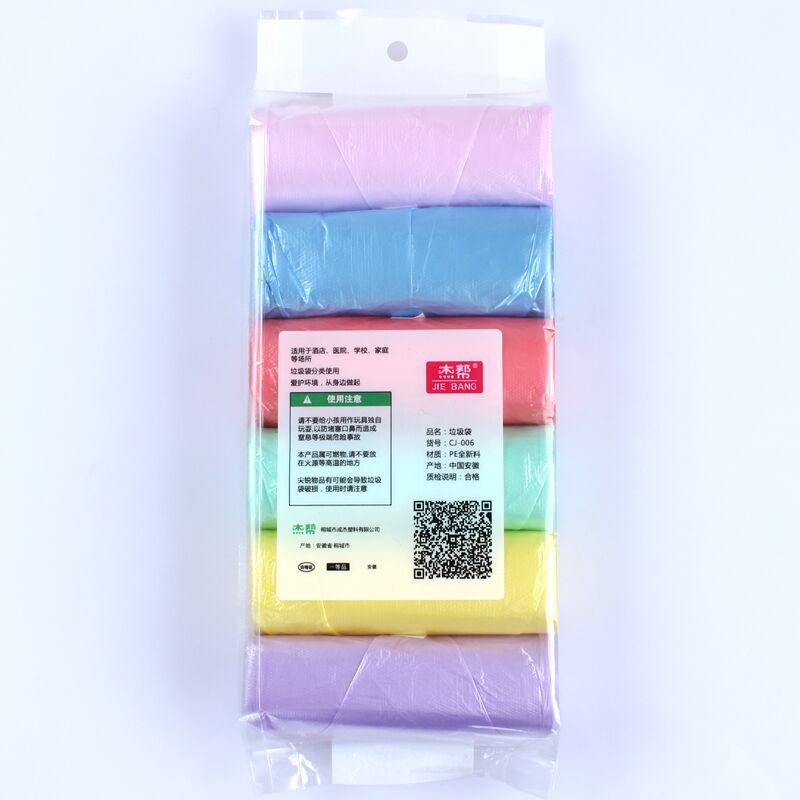 适用于酒店、医院、学校、家庭
等场所
垃圾袋分类使用
爱护环境，从身边做起
使用注意
请不要给小孩用作玩具独自
玩耍,以防堵塞口鼻而造成
窒息等极端危险事故
本产品属可燃物,请不要放
在火源等高温的地方
尖锐物品有可能会导致垃圾
袋破损，使用时请注意
杰帮 桐城市成杰塑料有限公司
产地：安徽省·桐城市
合格证 一等品 安徽
杰帮®
JIE BANG
品名：垃圾袋
货号：CJ-006
材质：PE全新料
产地：中国安徽
质检说明：合格